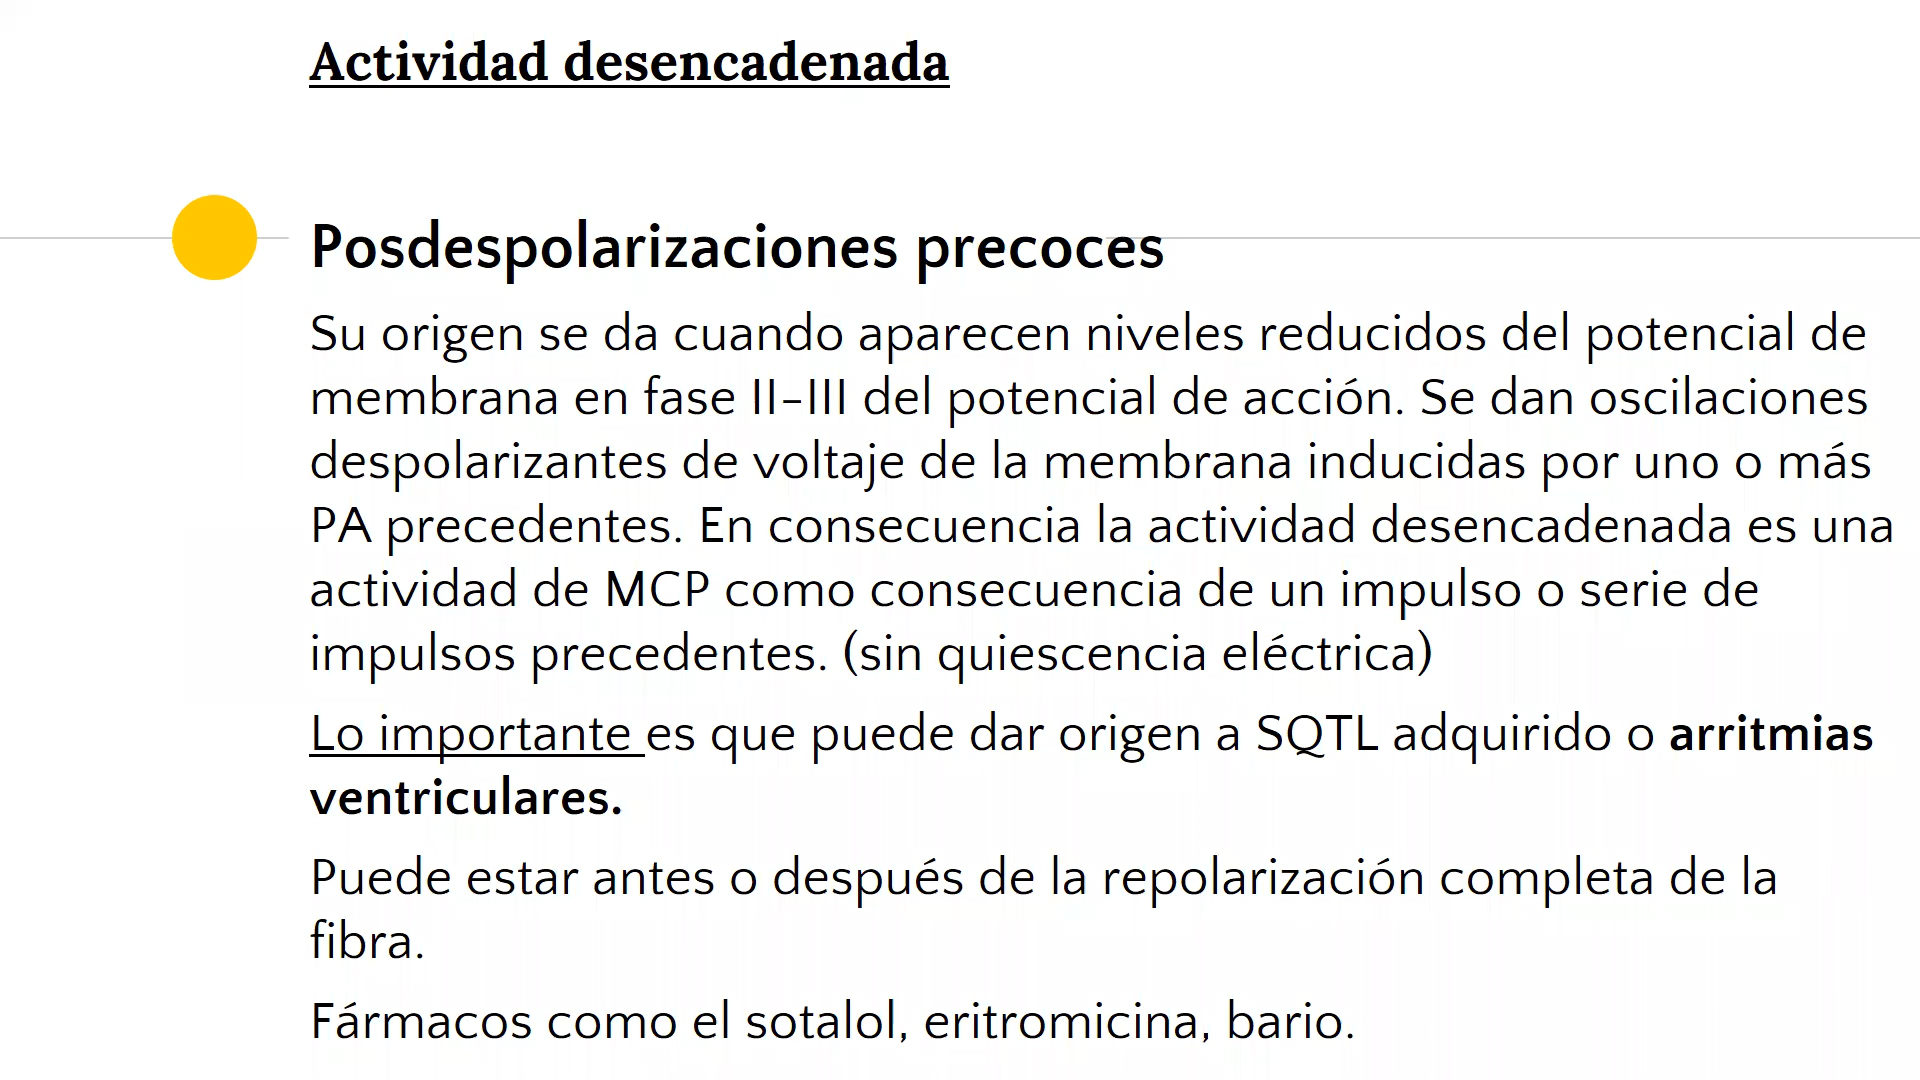 Actividad desencadenada
Posdespolarizaciones precoces
Su origen se da cuando aparecen niveles reducidos del potencial de
membrana en fase II-III del potencial de acción. Se dan oscilaciones
despolarizantes de voltaje de la membrana inducidas por uno o más
PA precedentes. En consecuencia la actividad desencadenada es una
actividad de MCP como consecuencia de un impulso o serie de
impulsos precedentes. (sin quiescencia eléctrica)
Lo importante es que puede dar origen a SQTL adquirido o arritmias
ventriculares.
Puede estar antes o después de la repolarización completa de la
fibra.
Fármacos como el sotalol, eritromicina, bario.